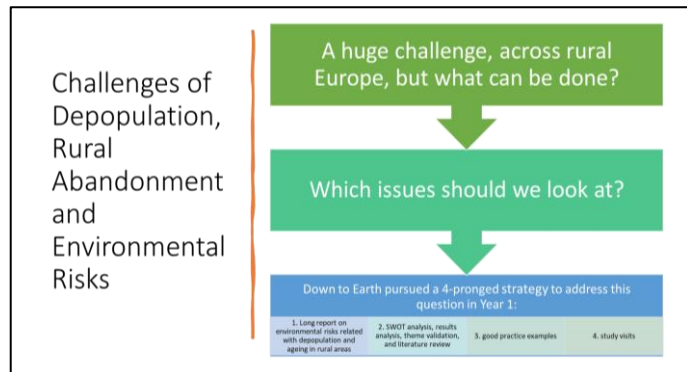 Challenges of
Depopulation,
Rural
Abandonment
and
Environmental
Risks
A huge challenge, across rural
Europe, but what can be done?
Which issues should we look at?
Down to Earth pursued a 4-pronged strategy to address this
question in Year 1:
1. Long report on
environmental risks related
with depopulation and
ageing in rural areas
2. SWOT analysis, results
analysis, theme validation,
and literature review
3. good practice examples
4. study visits